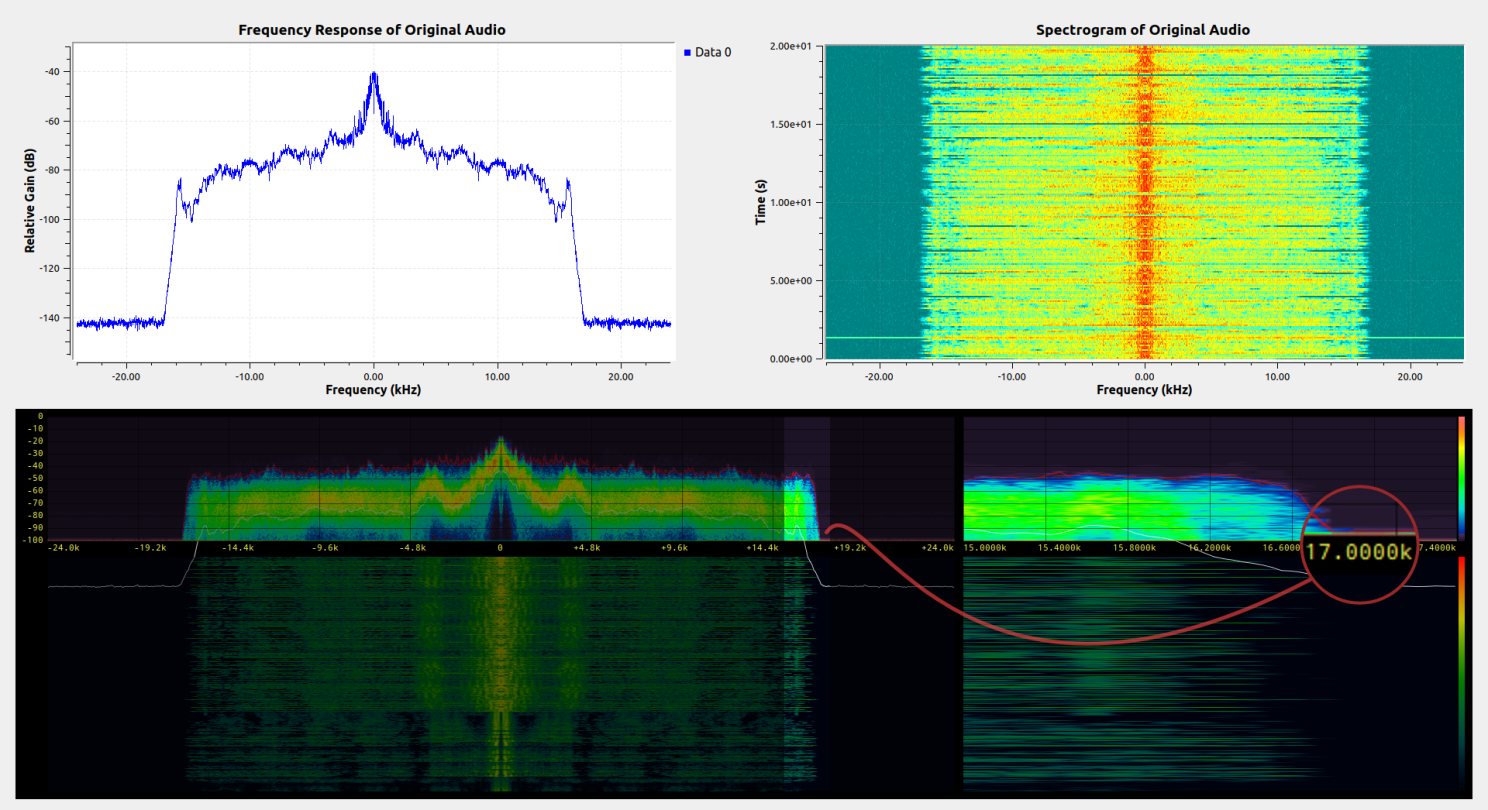 Frequency Response of Original Audio
Data 0
-40
-60
-80
-100
-120
-140
Relative Gain (dB)
-20.00 -10.00 0.00 10.00 20.00
Frequency (kHz)
Spectrogram of Original Audio
2.00e+01
1.50e+01
1.00e+01
5.00e+00
0.00e+00
Time (s)
-20.00 -10.00 0.00 10.00 20.00
Frequency (kHz)
0
-10
-20
-30
-40
-50
-60
-70
-80
-90
-100
-24.0k -19.2k -14.4k -9.6k -4.8k 0 +4.8k +9.6k +14.4k +19.2k +24.0k
15.0000k 15.4000k 15.8000k 16.2000k 16.6000 17.0000k 7.4000k